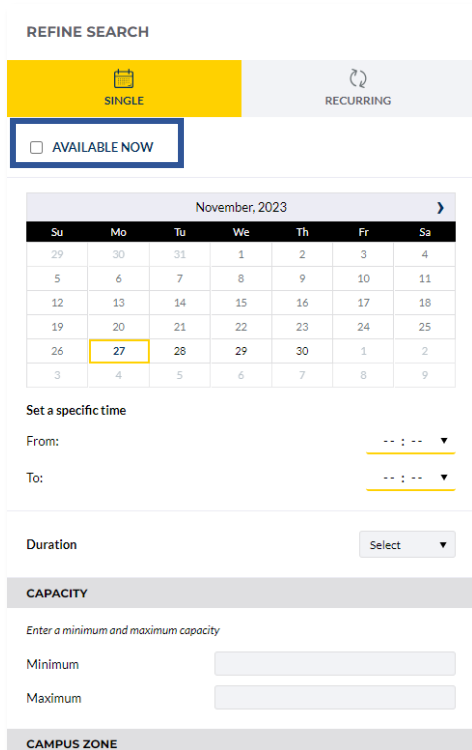 REFINE SEARCH
SINGLE RECURRING
AVAILABLE NOW
November, 2023 ❯
Su Mo Tu We Th Fr Sa
29 30 31 1 2 3 4
5 6 7 8 9 10 11
12 13 14 15 16 17 18
19 20 21 22 23 24 25
26 27 28 29 30 1 2
3 4 5 6 7 8 9
Set a specific time
From: -- : -- ▼
To: -- : -- ▼
Duration Select ▼
CAPACITY
Enter a minimum and maximum capacity
Minimum
Maximum
CAMPUS ZONE